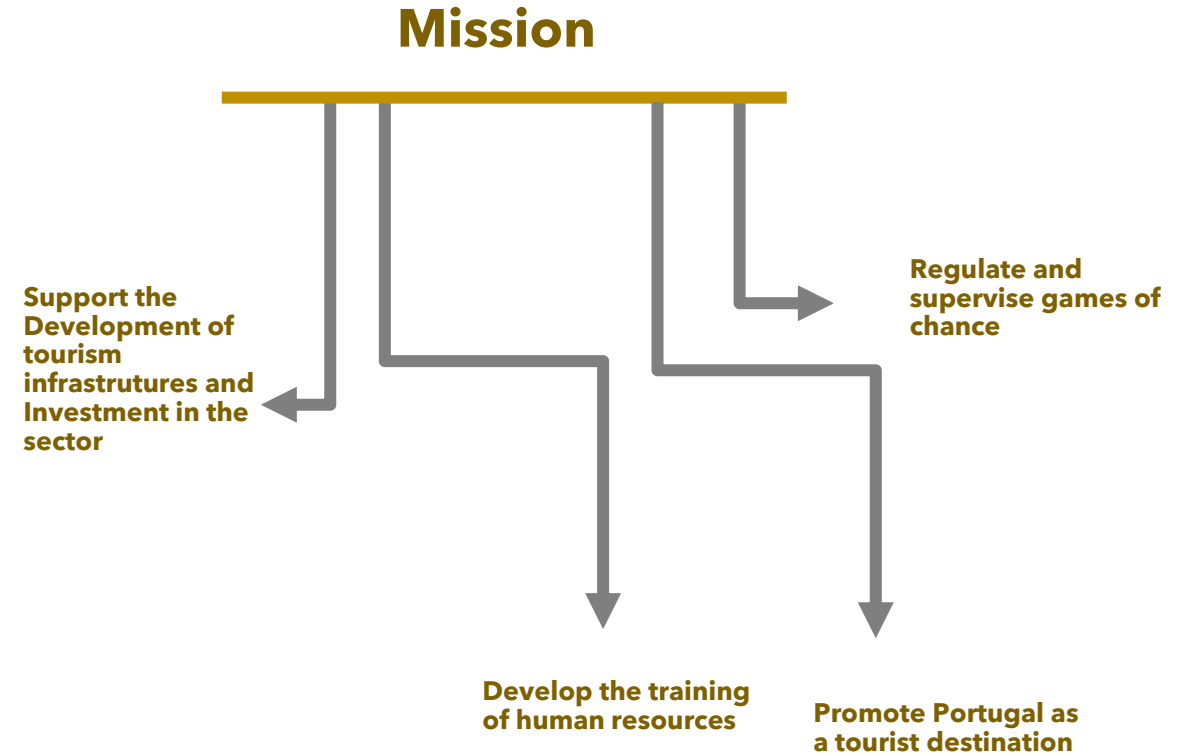 Mission
Support the
Development of
tourism
infrastrutures and
Investment in the
sector
Regulate and
supervise games of
chance
Develop the training
of human resources
Promote Portugal as
a tourist destination